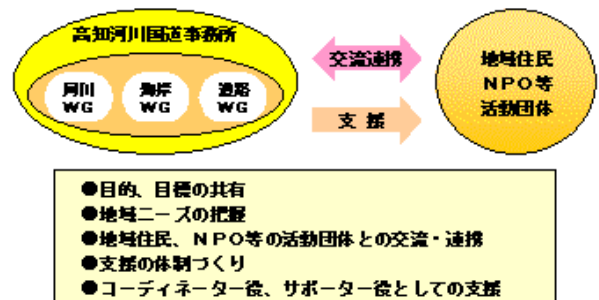 高知河川国道事務所
河川
WG
海岸
WG
道路
WG
交流連携
支援
地域住民
NPO等
活動団体
●目的、目標の共有
●地域ニーズの把握
●地域住民、NPO等の活動団体との交流・連携
●支援の体制づくり
●コーディネーター役、サポーター役としての支援